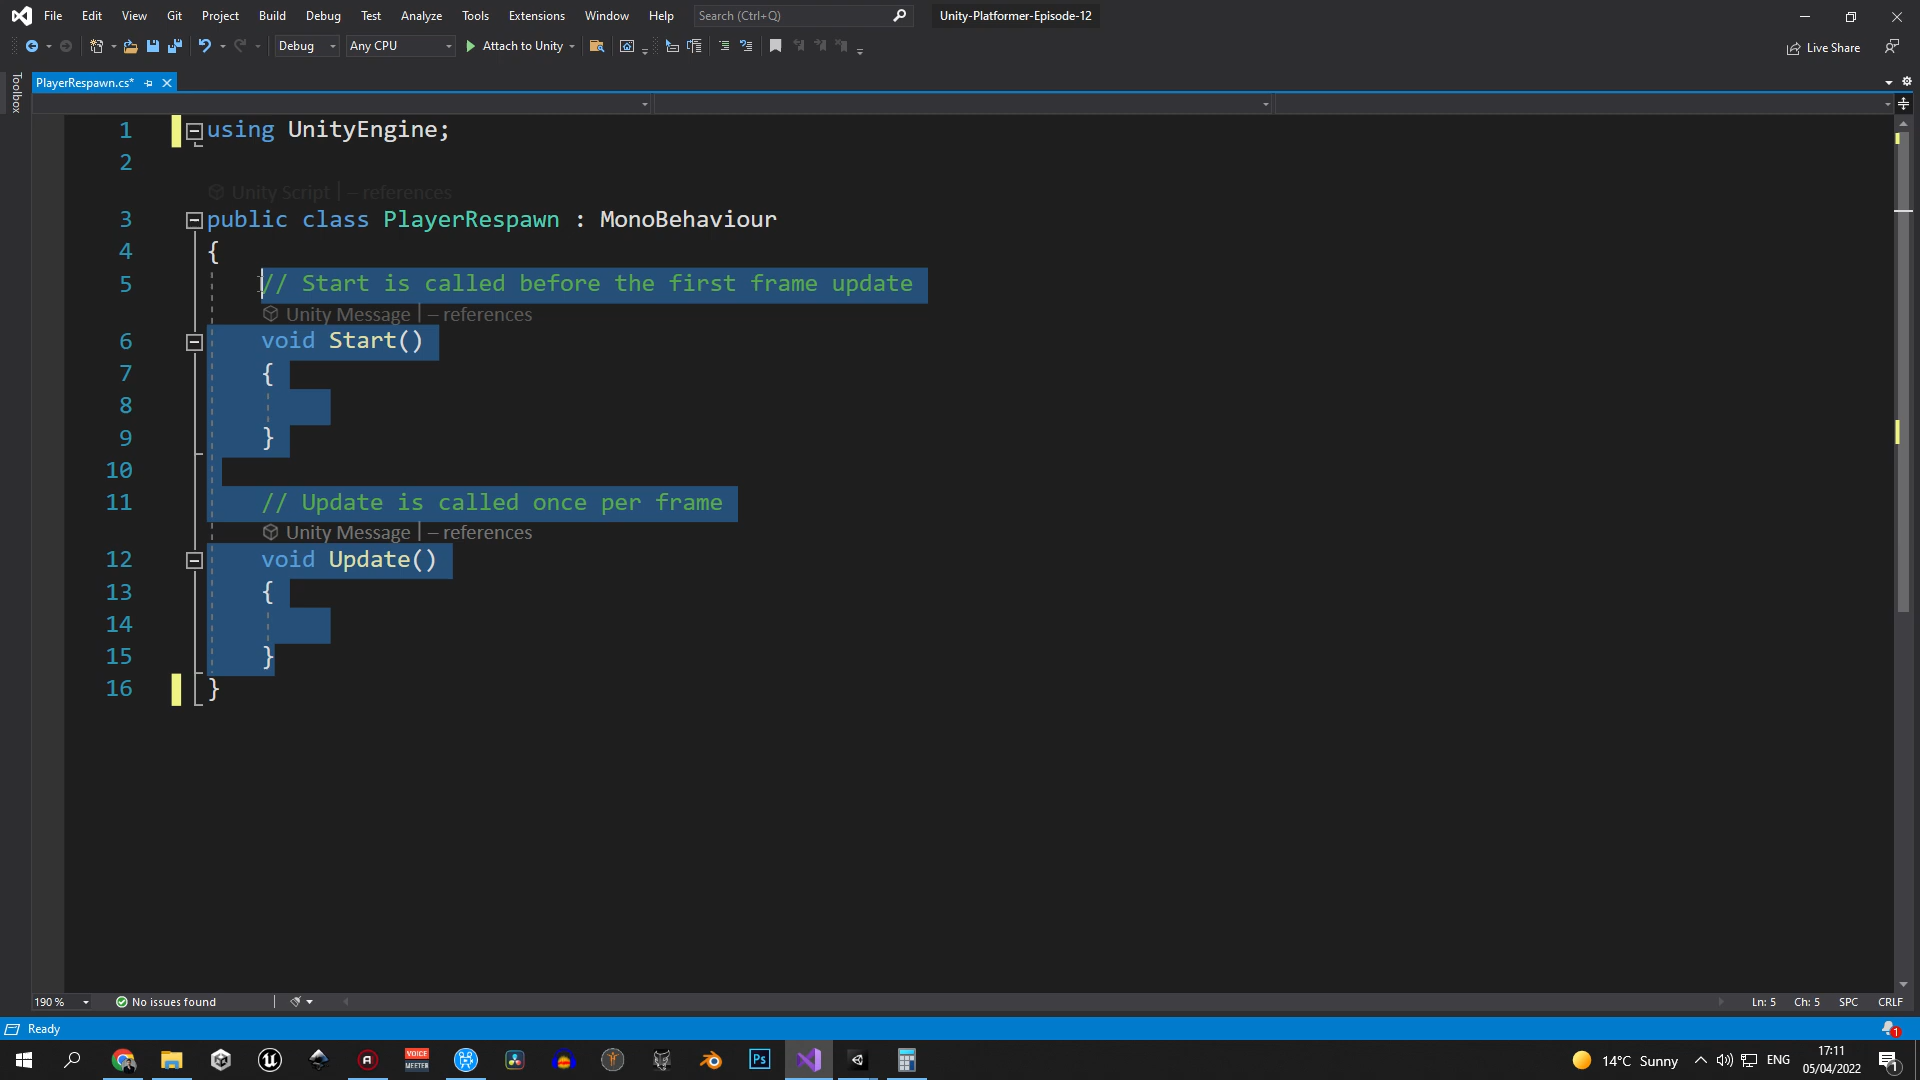 File Edit View Git Project Build Debug Test Analyze Tools Extensions Window Help Search (Ctrl+Q) Unity-Platformer-Episode-12
Debug Any CPU Attach to Unity Live Share
Toolbox
PlayerRespawn.cs*
1 using UnityEngine;
2
Unity Script | – references
3 public class PlayerRespawn : MonoBehaviour
4 {
5 // Start is called before the first frame update
Unity Message | – references
6 void Start()
7 {
8
9 }
10
11 // Update is called once per frame
Unity Message | – references
12 void Update()
13 {
14
15 }
16 }
190 % No issues found Ln: 5 Ch: 5 SPC CRLF
Ready 1
VOICE MEETER Ps 14°C Sunny ENG 17:11
05/04/2022 1